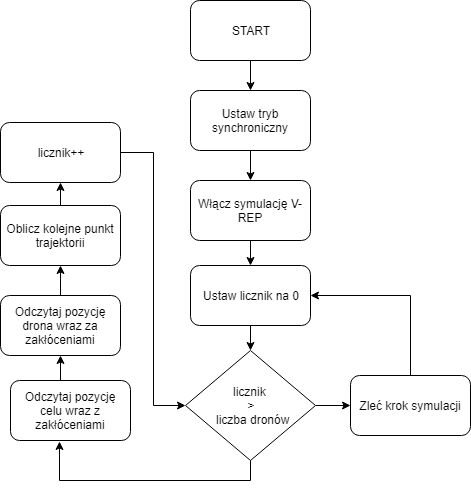 START
Ustaw tryb
synchroniczny
Włącz symulację V-
REP
Ustaw licznik na 0
licznik
>
liczba dronów
Zleć krok symulacji
Odczytaj pozycję
celu wraz z
zakłóceniami
Odczytaj pozycję
drona wraz za
zakłóceniami
Oblicz kolejne punkt
trajektorii
licznik++